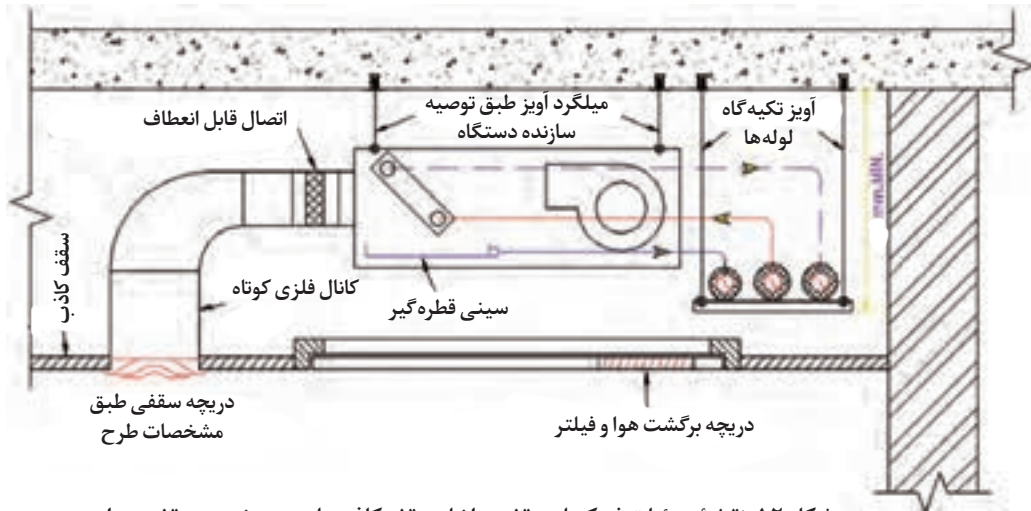 اتصال قابل انعطاف
میلگرد آویز طبق توصیه
سازنده دستگاه
آویز تکیه‌گاه
لوله‌ها
سقف کاذب
کانال فلزی کوتاه
سینی قطره‌گیر
دریچه سقفی طبق
مشخصات طرح
دریچه برگشت هوا و فیلتر